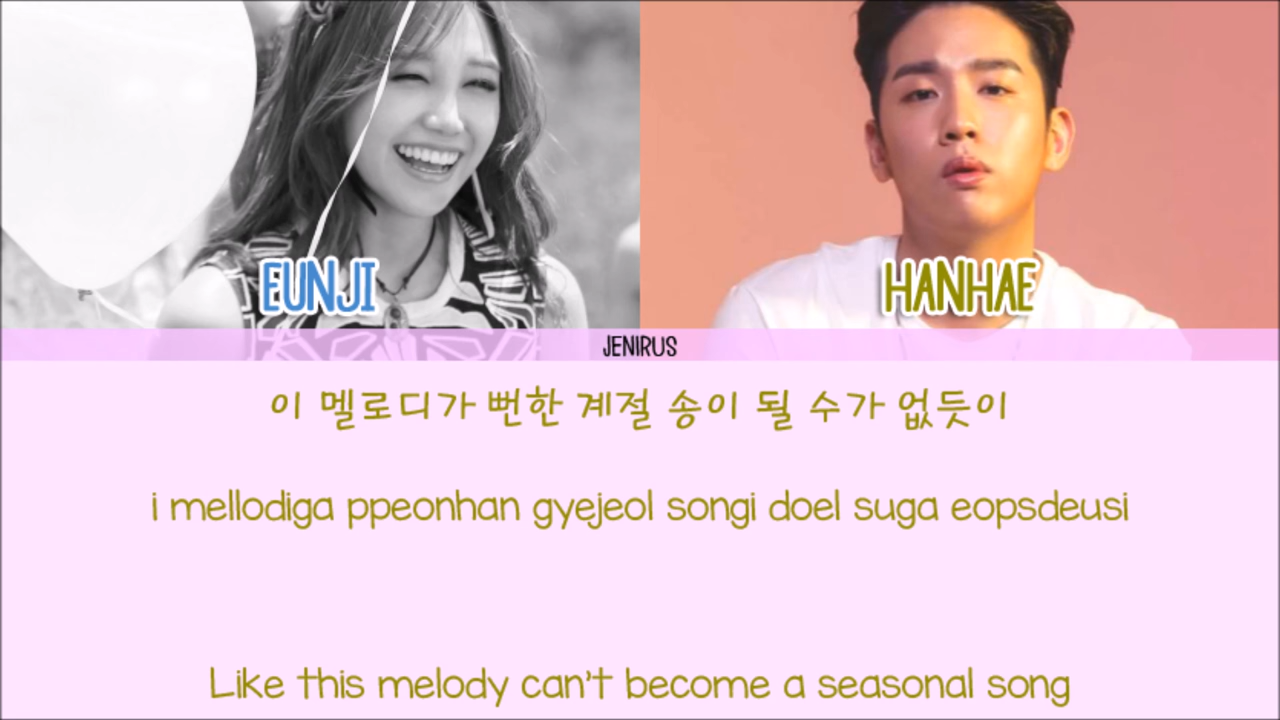 EUNJI
HANHAE
JENIRUS
이 멜로디가 뻔한 계절 송이 될 수가 없듯이
i mellodiga ppeonhan gyejeol songi doel suga eopsdeusi
Like this melody can't become a seasonal song